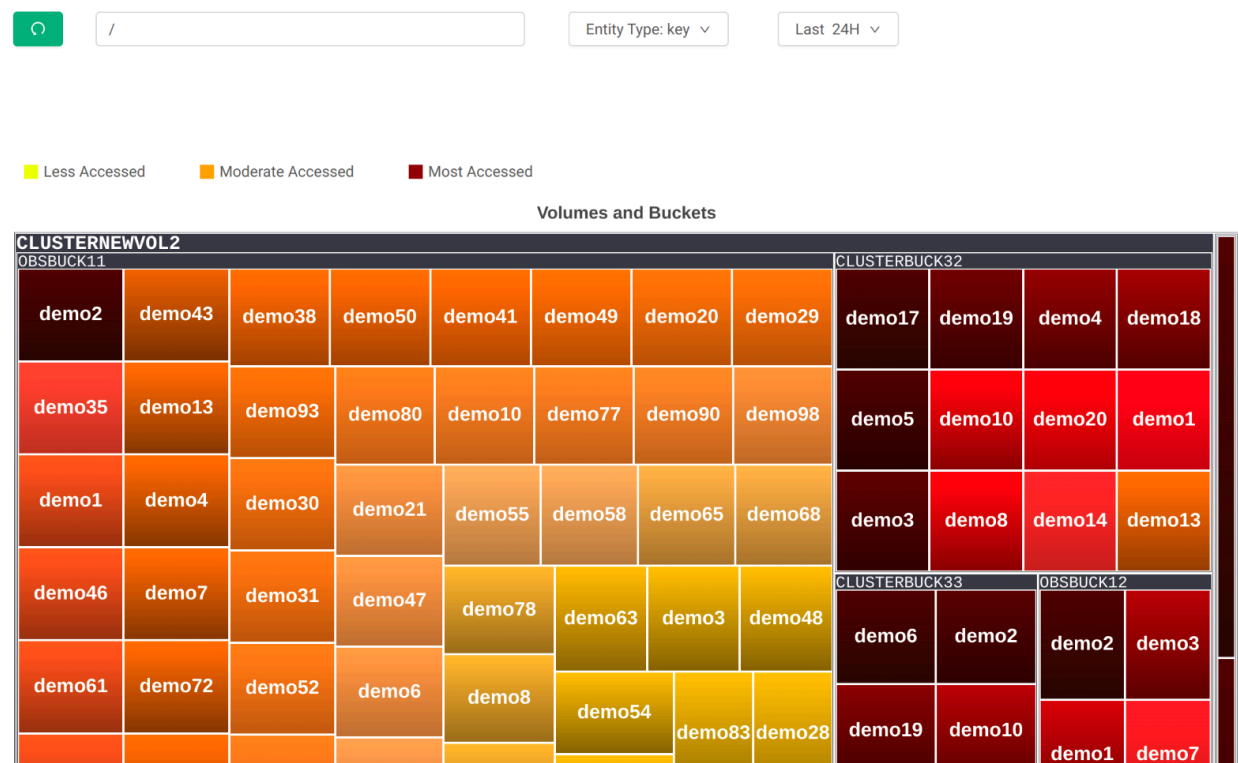 /
Entity Type: key
Last 24H
Less Accessed
Moderate Accessed
Most Accessed
Volumes and Buckets
CLUSTERNEWVOL2
OBSBUCK11
demo2 demo43 demo38 demo50 demo41 demo49 demo20 demo29
demo35 demo13 demo93 demo80 demo10 demo77 demo90 demo98
demo1 demo4 demo30 demo21 demo55 demo58 demo65 demo68
demo46 demo7 demo31 demo47 demo78 demo63 demo3 demo48
demo61 demo72 demo52 demo6 demo8 demo54 demo83 demo28
CLUSTERBUCK32
demo17 demo19 demo4 demo18
demo5 demo10 demo20 demo1
demo3 demo8 demo14 demo13
CLUSTERBUCK33
demo6 demo2
demo19 demo10
OBSBUCK12
demo2 demo3
demo1 demo7